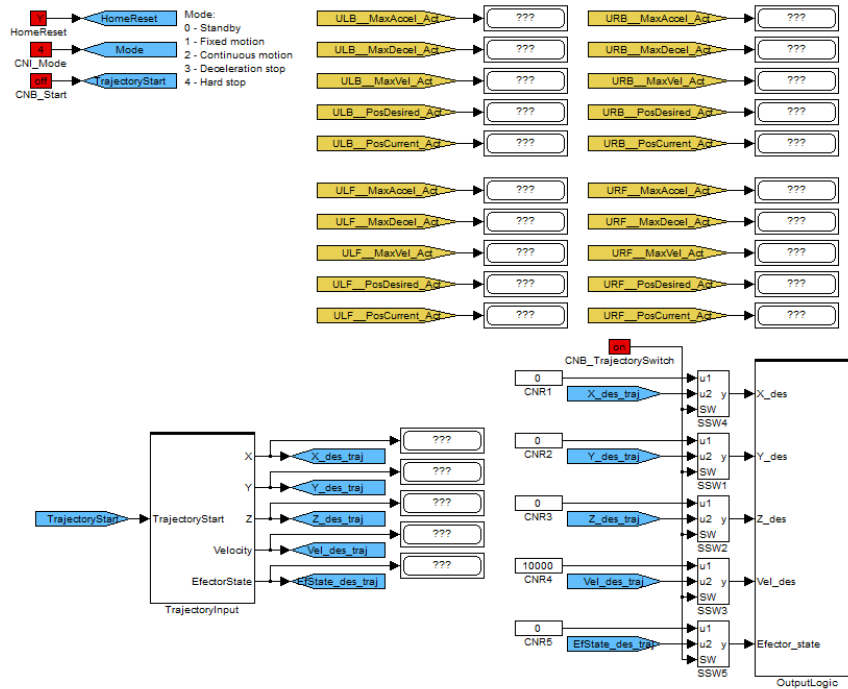 Y
HomeReset
HomeReset
4
Mode
CNI_Mode
off
TrajectoryStart
CNB_Start
Mode:
0 - Standby
1 - Fixed motion
2 - Continuous motion
3 - Deceleration stop
4 - Hard stop
ULB__MaxAccel_Act
???
ULB__MaxDecel_Act
???
ULB__MaxVel_Act
???
ULB__PosDesired_Act
???
ULB__PosCurrent_Act
???
URB__MaxAccel_Act
???
URB__MaxDecel_Act
???
URB__MaxVel_Act
???
URB__PosDesired_Act
???
URB__PosCurrent_Act
???
ULF__MaxAccel_Act
???
ULF__MaxDecel_Act
???
ULF__MaxVel_Act
???
ULF__PosDesired_Act
???
ULF__PosCurrent_Act
???
URF__MaxAccel_Act
???
URF__MaxDecel_Act
???
URF__MaxVel_Act
???
URF__PosDesired_Act
???
URF__PosCurrent_Act
???
TrajectoryStart
TrajectoryStart
X
Y
Z
Velocity
EfectorState
TrajectoryInput
???
X_des_traj
???
Y_des_traj
???
Z_des_traj
???
Vel_des_traj
???
EfState_des_traj
on
CNB_TrajectorySwitch
0
CNR1
X_des_traj
u1
u2 y
SW
SSW4
0
CNR2
Y_des_traj
u1
u2 y
SW
SSW1
0
CNR3
Z_des_traj
u1
u2 y
SW
SSW2
10000
CNR4
Vel_des_traj
u1
u2 y
SW
SSW3
0
CNR5
EfState_des_traj
u1
u2 y
SW
SSW5
X_des
Y_des
Z_des
Vel_des
Efector_state
OutputLogic